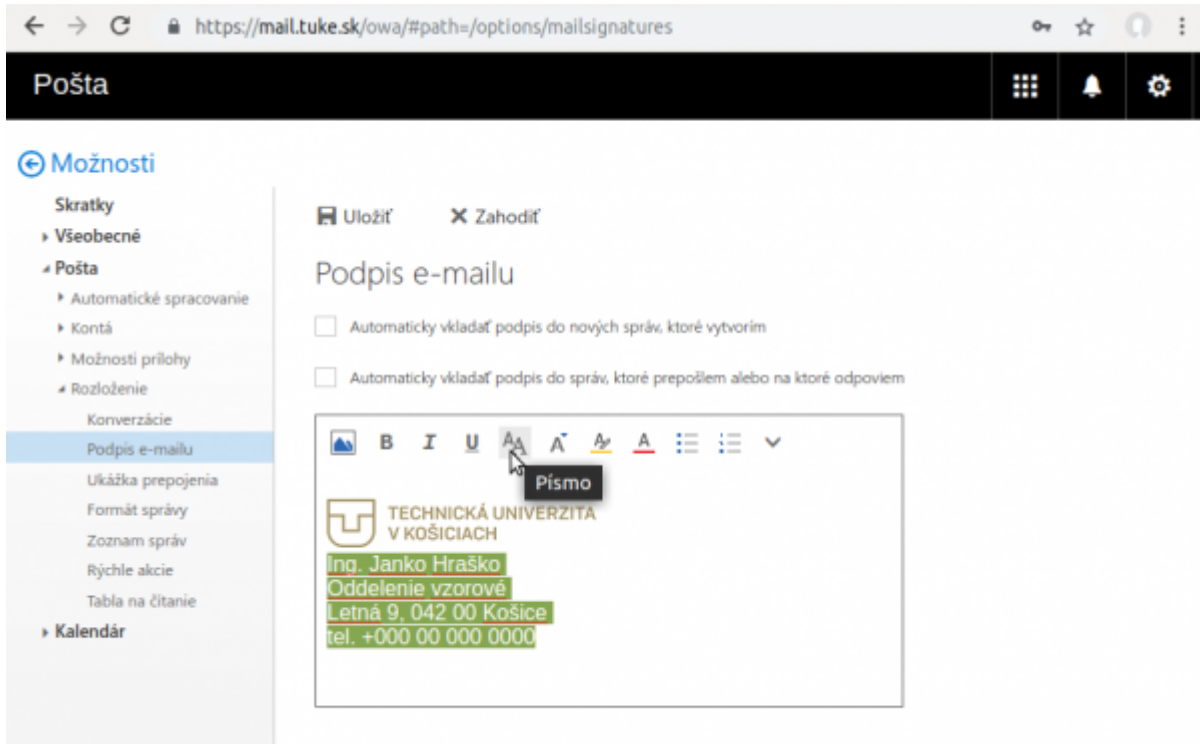 https://mail.tuke.sk/owa/#path=/options/mailsignatures
Pošta
Možnosti
Skratky
Všeobecné
Pošta
Automatické spracovanie
Kontá
Možnosti prílohy
Rozloženie
Konverzácie
Podpis e-mailu
Ukážka prepojenia
Formát správy
Zoznam správ
Rýchle akcie
Tabla na čítanie
Kalendár
Uložiť Zahodiť
Podpis e-mailu
Automaticky vkladať podpis do nových správ, ktoré vytvorím
Automaticky vkladať podpis do správ, ktoré prepošlem alebo na ktoré odpoviem
B I U AA A A A
Písmo
TECHNICKÁ UNIVERZITA
V KOŠICIACH
Ing. Janko Hraško
Oddelenie vzorové
Letná 9, 042 00 Košice
tel. +000 00 000 0000